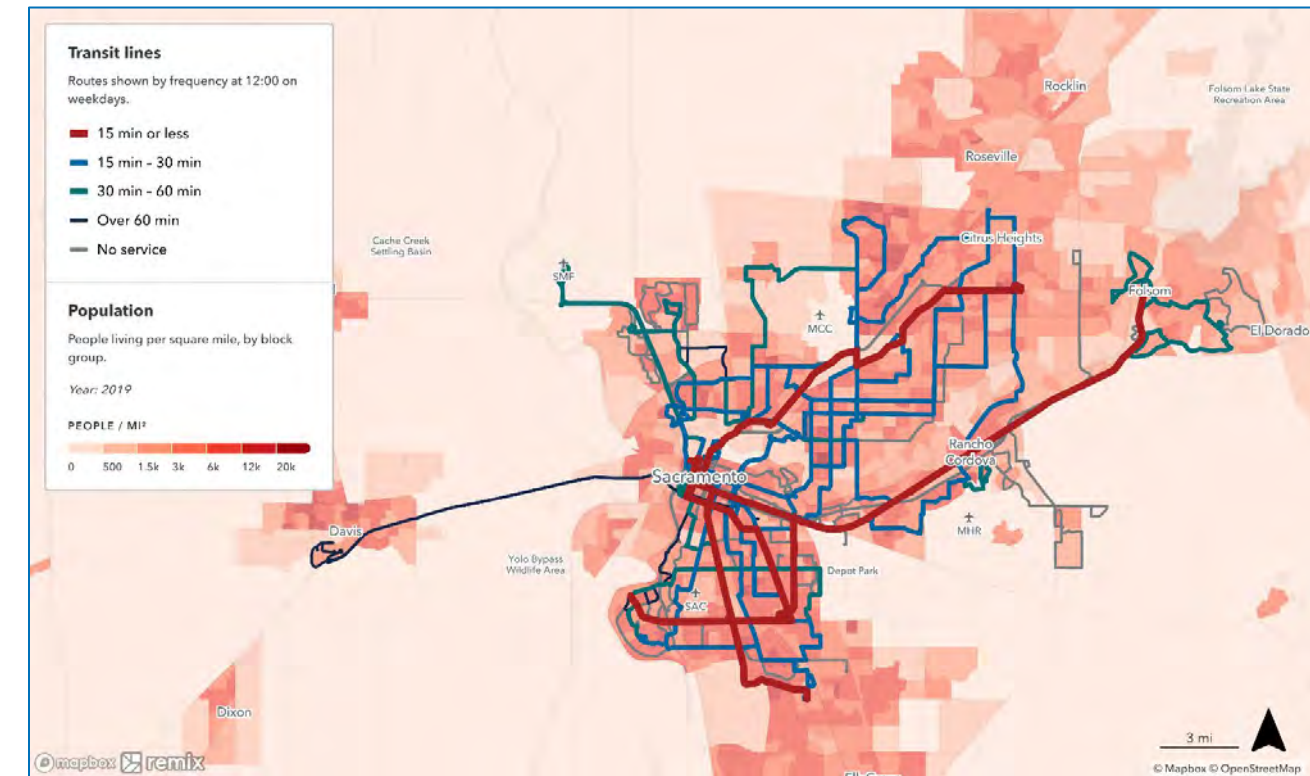 Transit lines
Routes shown by frequency at 12:00 on
weekdays.
15 min or less
15 min – 30 min
30 min – 60 min
Over 60 min
No service
Population
People living per square mile, by block
group.
Year: 2019
PEOPLE / MI²
0 500 1.5k 3k 6k 12k 20k
Rocklin
Folsom Lake State
Recreation Area
Roseville
Cache Creek
Settling Basin
Citrus Heights
SMF
Folsom
MCC
El Dorado
Rancho
Cordova
Sacramento
MHR
Davis
Yolo Bypass
Wildlife Area
Depot Park
SAC
Dixon
3 mi
mapbox remix
© Mapbox © OpenStreetMap